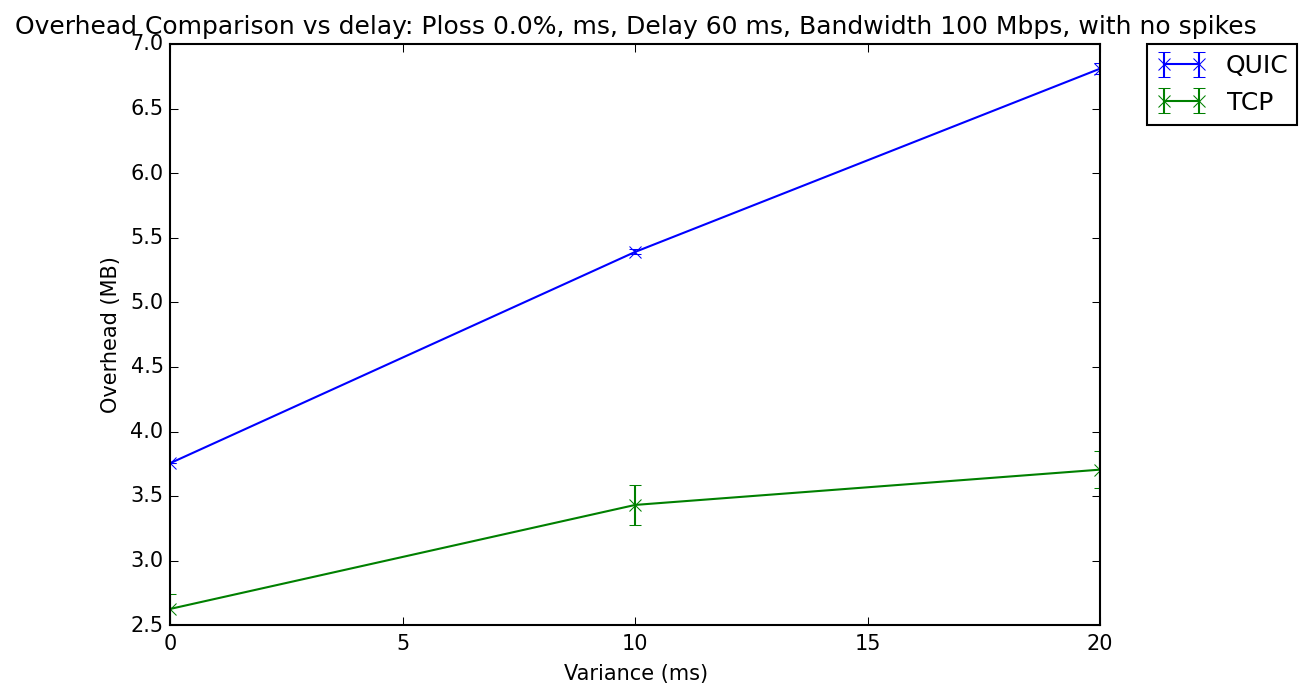 Overhead Comparison vs delay: Ploss 0.0%, ms, Delay 60 ms, Bandwidth 100 Mbps, with no spikes
QUIC
TCP
7.0
6.5
6.0
5.5
5.0
4.5
4.0
3.5
3.0
2.5
Overhead (MB)
0 5 10 15 20
Variance (ms)